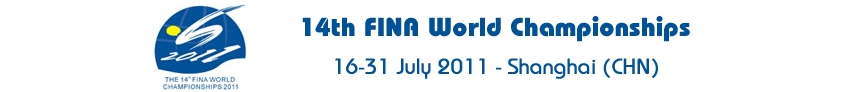 2011
THE 14th FINA WORLD
CHAMPIONSHIPS 2011
14th FINA World Championships
16-31 July 2011 - Shanghai (CHN)